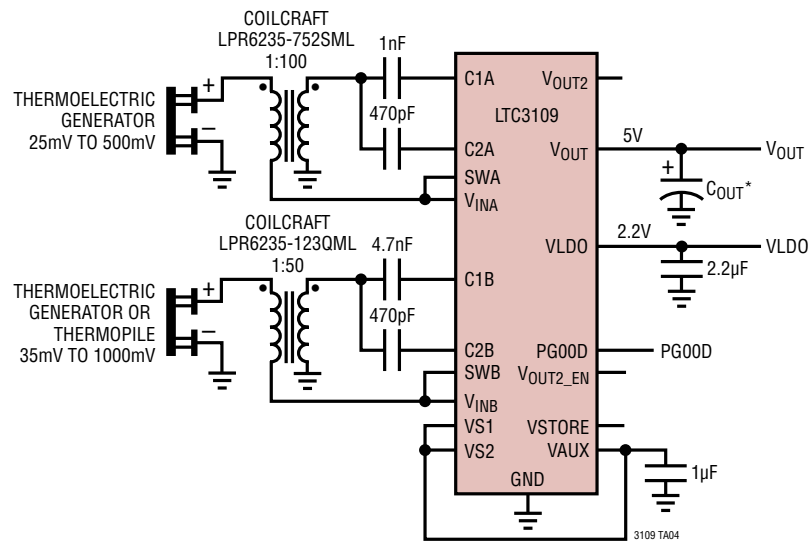 COILCRAFT
LPR6235-752SML
1:100
1nF
470pF
THERMOELECTRIC
GENERATOR
25mV TO 500mV
+
–
C1A
C2A
SWA
VINA
LTC3109
VOUT2
VOUT
5V
VOUT
+
COUT*
COILCRAFT
LPR6235-123QML
1:50
4.7nF
470pF
THERMOELECTRIC
GENERATOR OR
THERMOPILE
35mV TO 1000mV
+
–
C1B
C2B
SWB
VINB
VS1
VS2
VLDO
2.2V
VLDO
2.2µF
PG00D
PG00D
VOUT2_EN
VSTORE
VAUX
1µF
GND
3109 TA04